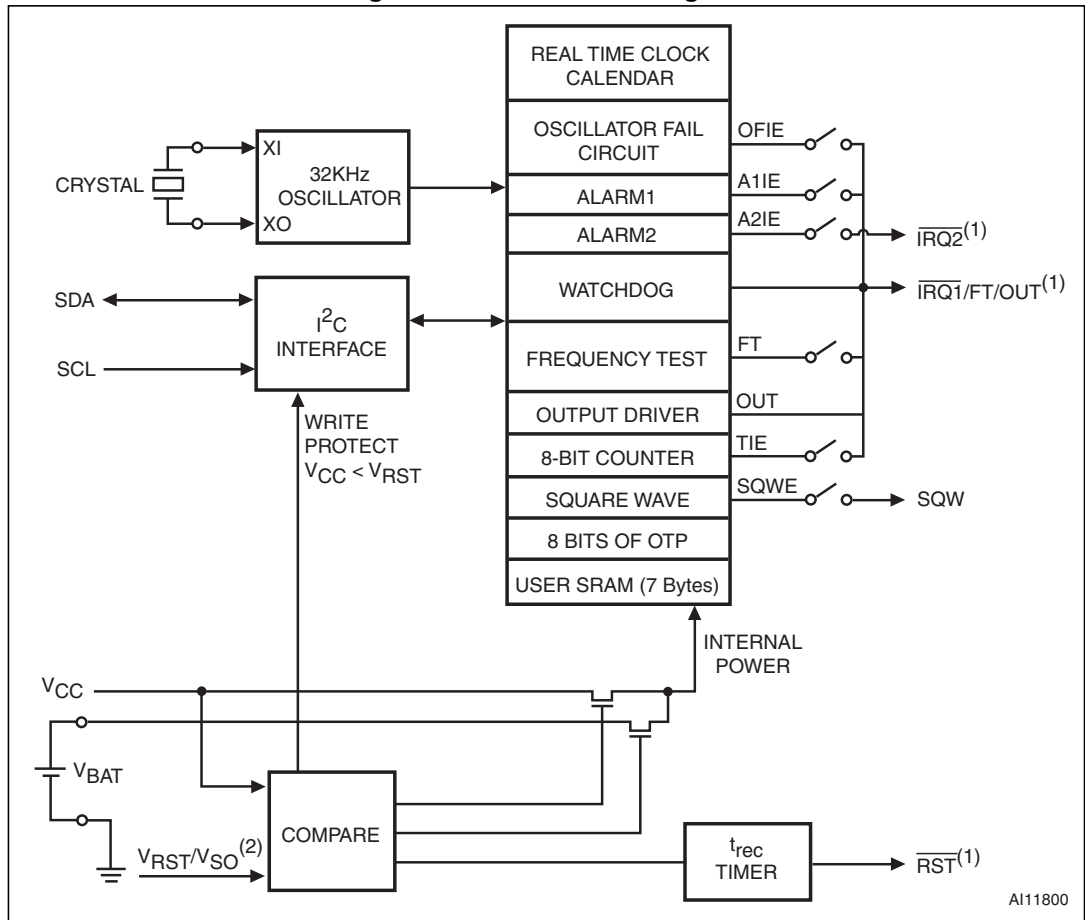 REAL TIME CLOCK
CALENDAR
OSCILLATOR FAIL
CIRCUIT
OFIE
XI
32KHz
OSCILLATOR
CRYSTAL
XO
ALARM1
A1IE
ALARM2
A2IE
IRQ2(1)
SDA
I2C
INTERFACE
SCL
WATCHDOG
IRQ1/FT/OUT(1)
FREQUENCY TEST
FT
WRITE
PROTECT
VCC < VRST
OUTPUT DRIVER
OUT
8-BIT COUNTER
TIE
SQUARE WAVE
SQWE
SQW
8 BITS OF OTP
USER SRAM (7 Bytes)
INTERNAL
POWER
VCC
VBAT
COMPARE
VRST/VSO(2)
trec
TIMER
RST(1)
AI11800